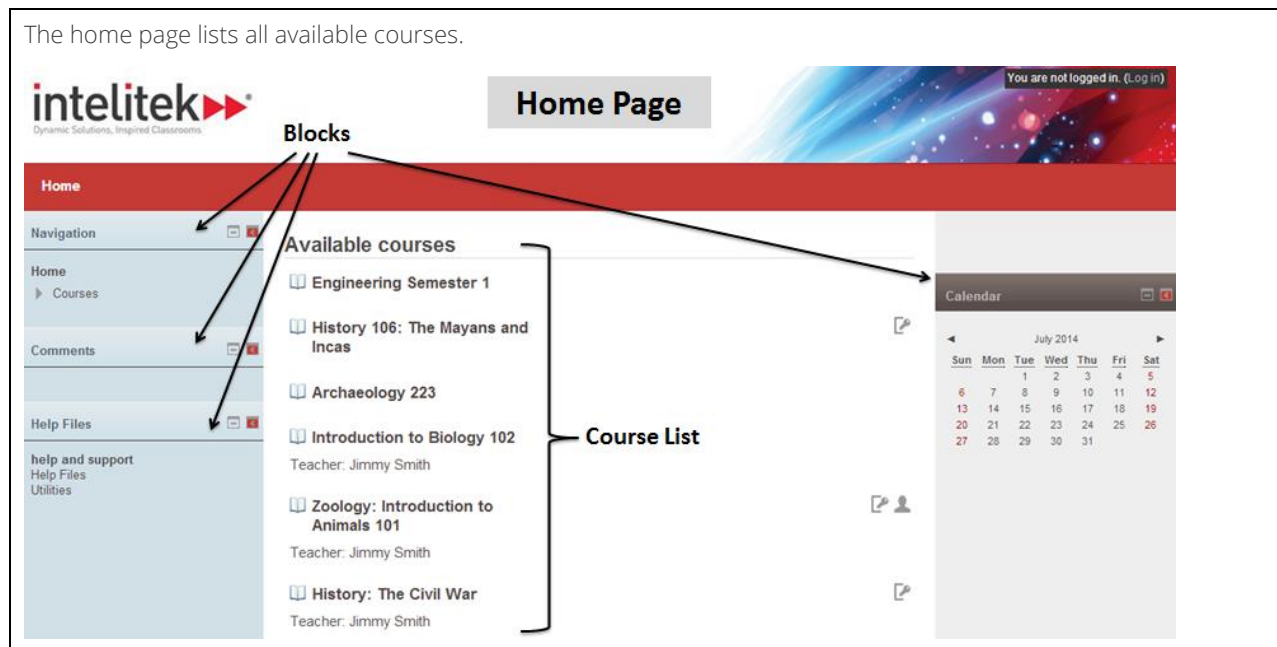 The home page lists all available courses.
intelitek
Dynamic Solutions, Inspired Classrooms
Home Page
You are not logged in. (Log in)
Blocks
Home
Navigation
Home
Courses
Comments
Help Files
help and support
Help Files
Utilities
Available courses
Engineering Semester 1
History 106: The Mayans and
Incas
Archaeology 223
Introduction to Biology 102
Teacher: Jimmy Smith
Zoology: Introduction to
Animals 101
Teacher: Jimmy Smith
History: The Civil War
Teacher: Jimmy Smith
Course List
Calendar
July 2014
Sun Mon Tue Wed Thu Fri Sat
1 2 3 4 5
6 7 8 9 10 11 12
13 14 15 16 17 18 19
20 21 22 23 24 25 26
27 28 29 30 31